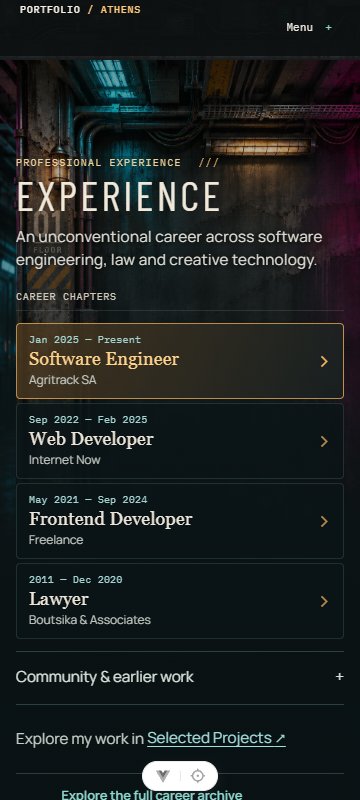 PORTFOLIO / ATHENS
Menu +
PROFESSIONAL EXPERIENCE ///
EXPERIENCE
An unconventional career across software
engineering, law and creative technology.
FLOOR
CAREER CHAPTERS
Jan 2025 — Present
Software Engineer
Agritrack SA
Sep 2022 — Feb 2025
Web Developer
Internet Now
May 2021 — Sep 2024
Frontend Developer
Freelance
2011 — Dec 2020
Lawyer
Boutsika & Associates
Community & earlier work +
Explore my work in Selected Projects ↗
Explore the full career archive